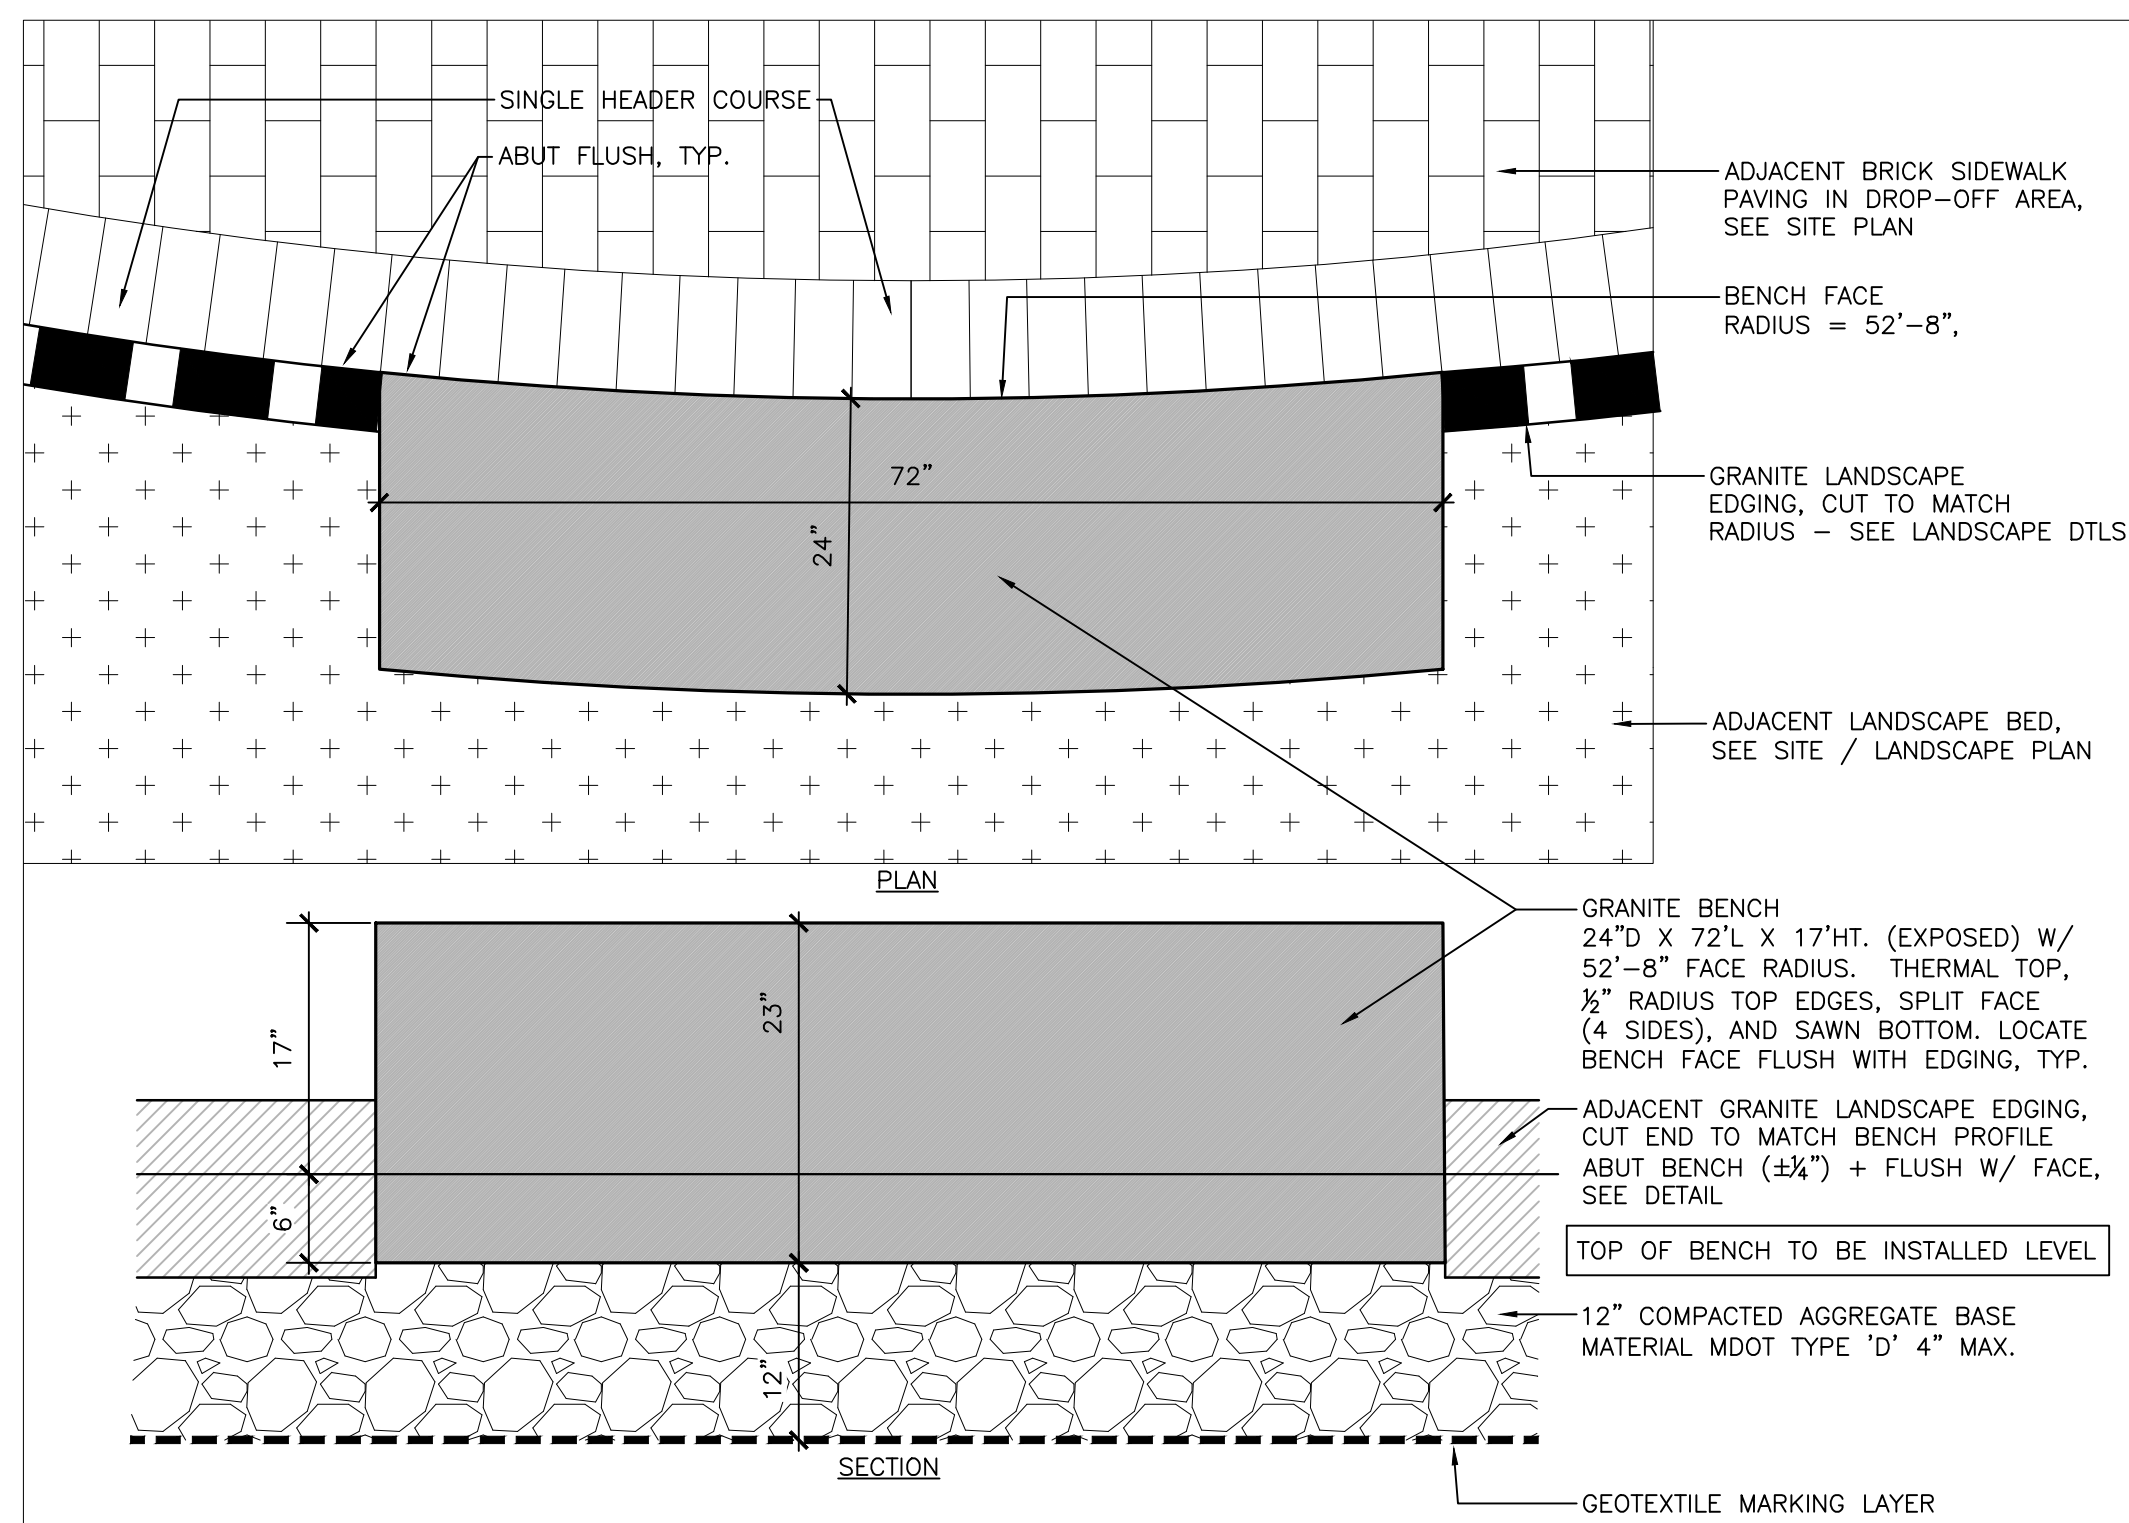 SINGLE HEADER COURSE
ABUT FLUSH, TYP.
ADJACENT BRICK SIDEWALK
PAVING IN DROP-OFF AREA,
SEE SITE PLAN
BENCH FACE
RADIUS = 52'-8",
72"
24"
GRANITE LANDSCAPE
EDGING, CUT TO MATCH
RADIUS - SEE LANDSCAPE DTLS
ADJACENT LANDSCAPE BED,
SEE SITE / LANDSCAPE PLAN
PLAN
GRANITE BENCH
24"D X 72'L X 17'HT. (EXPOSED) W/
52'-8" FACE RADIUS. THERMAL TOP,
½" RADIUS TOP EDGES, SPLIT FACE
(4 SIDES), AND SAWN BOTTOM. LOCATE
BENCH FACE FLUSH WITH EDGING, TYP.
17"
23"
6"
12"
ADJACENT GRANITE LANDSCAPE EDGING,
CUT END TO MATCH BENCH PROFILE
ABUT BENCH (±¼") + FLUSH W/ FACE,
SEE DETAIL
TOP OF BENCH TO BE INSTALLED LEVEL
12" COMPACTED AGGREGATE BASE
MATERIAL MDOT TYPE 'D' 4" MAX.
SECTION
GEOTEXTILE MARKING LAYER